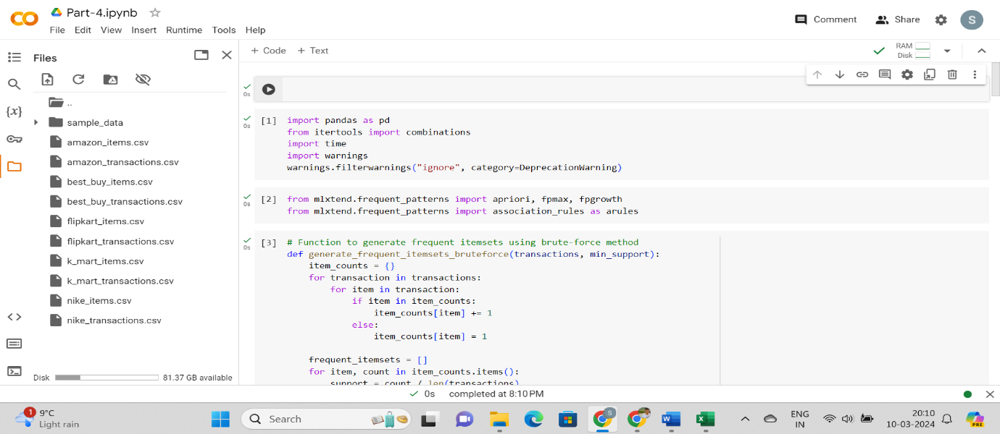 Part-4.ipynb
File Edit View Insert Runtime Tools Help
Comment Share S
Files
+ Code + Text
RAM
Disk
..
sample_data
amazon_items.csv
amazon_transactions.csv
best_buy_items.csv
best_buy_transactions.csv
flipkart_items.csv
flipkart_transactions.csv
k_mart_items.csv
k_mart_transactions.csv
nike_items.csv
nike_transactions.csv
Disk 81.37 GB available
0s
[1] import pandas as pd
0s
from itertools import combinations
import time
import warnings
warnings.filterwarnings("ignore", category=DeprecationWarning)
[2] from mlxtend.frequent_patterns import apriori, fpmax, fpgrowth
0s
from mlxtend.frequent_patterns import association_rules as arules
[3] # Function to generate frequent itemsets using brute-force method
0s
def generate_frequent_itemsets_bruteforce(transactions, min_support):
item_counts = {}
for transaction in transactions:
for item in transaction:
if item in item_counts:
item_counts[item] += 1
else:
item_counts[item] = 1
frequent_itemsets = []
for item, count in item_counts.items():
support = count / len(transactions)
0s completed at 8:10 PM
1
9°C
Light rain
Search
S
ENG
IN
20:10
10-03-2024
PRE